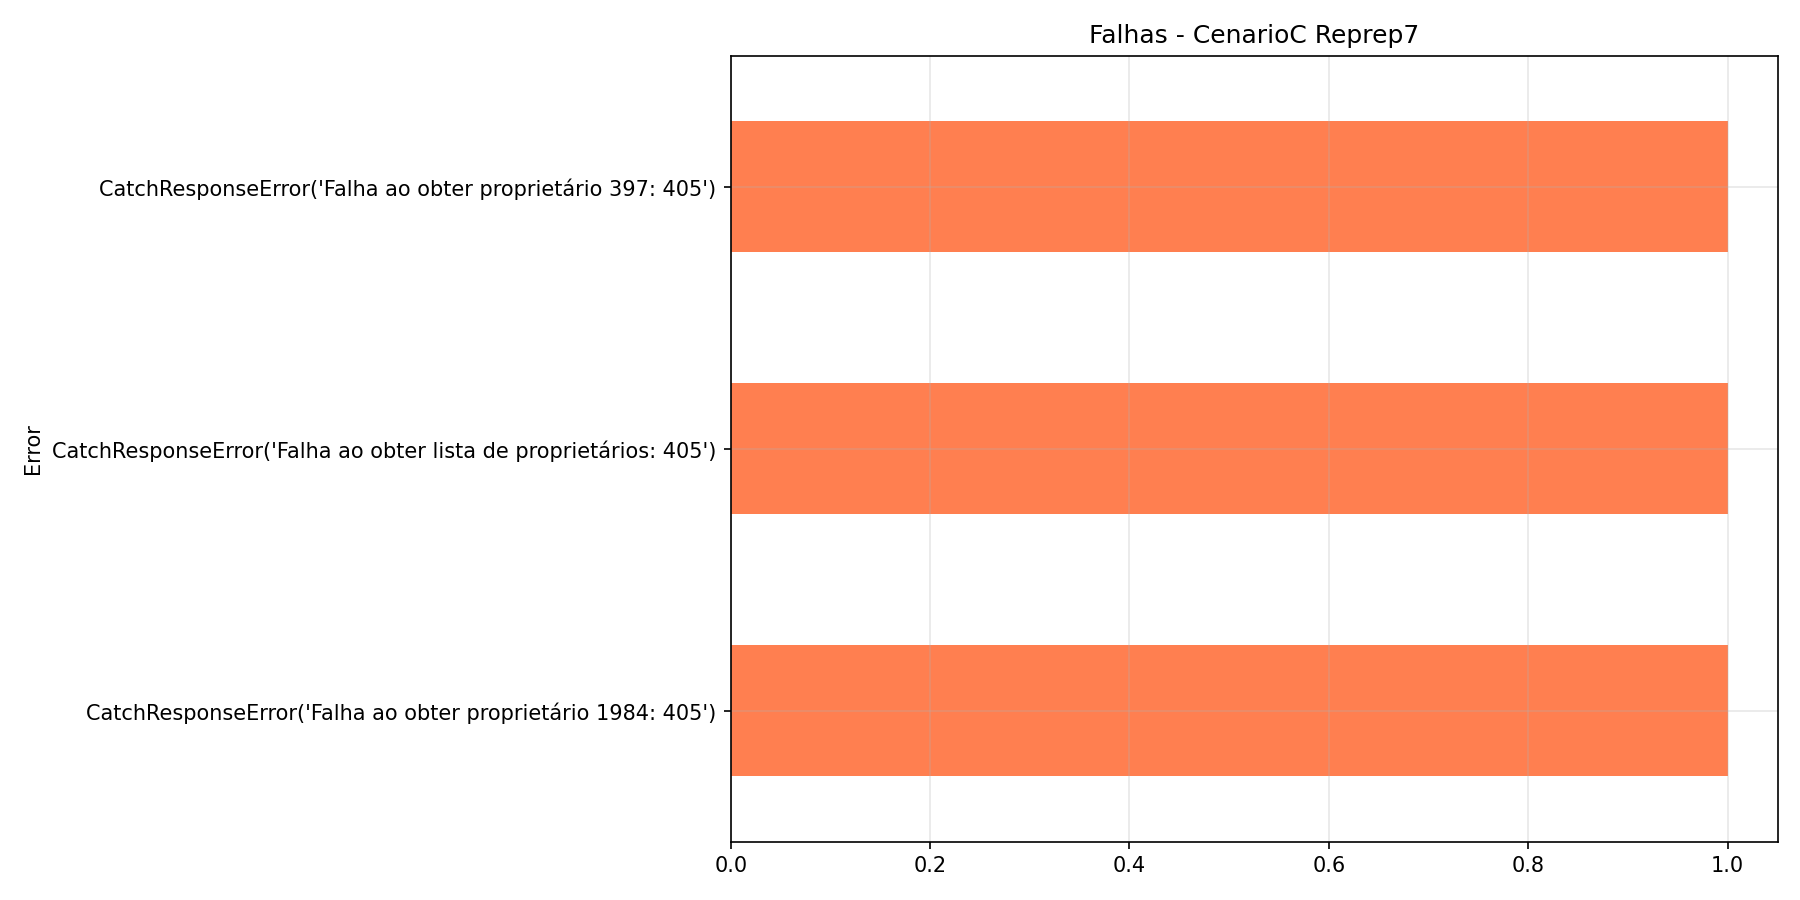 Falhas - CenarioC Reprep7
CatchResponseError('Falha ao obter proprietário 397: 405')
Error
CatchResponseError('Falha ao obter lista de proprietários: 405')
CatchResponseError('Falha ao obter proprietário 1984: 405')
0.0 0.2 0.4 0.6 0.8 1.0